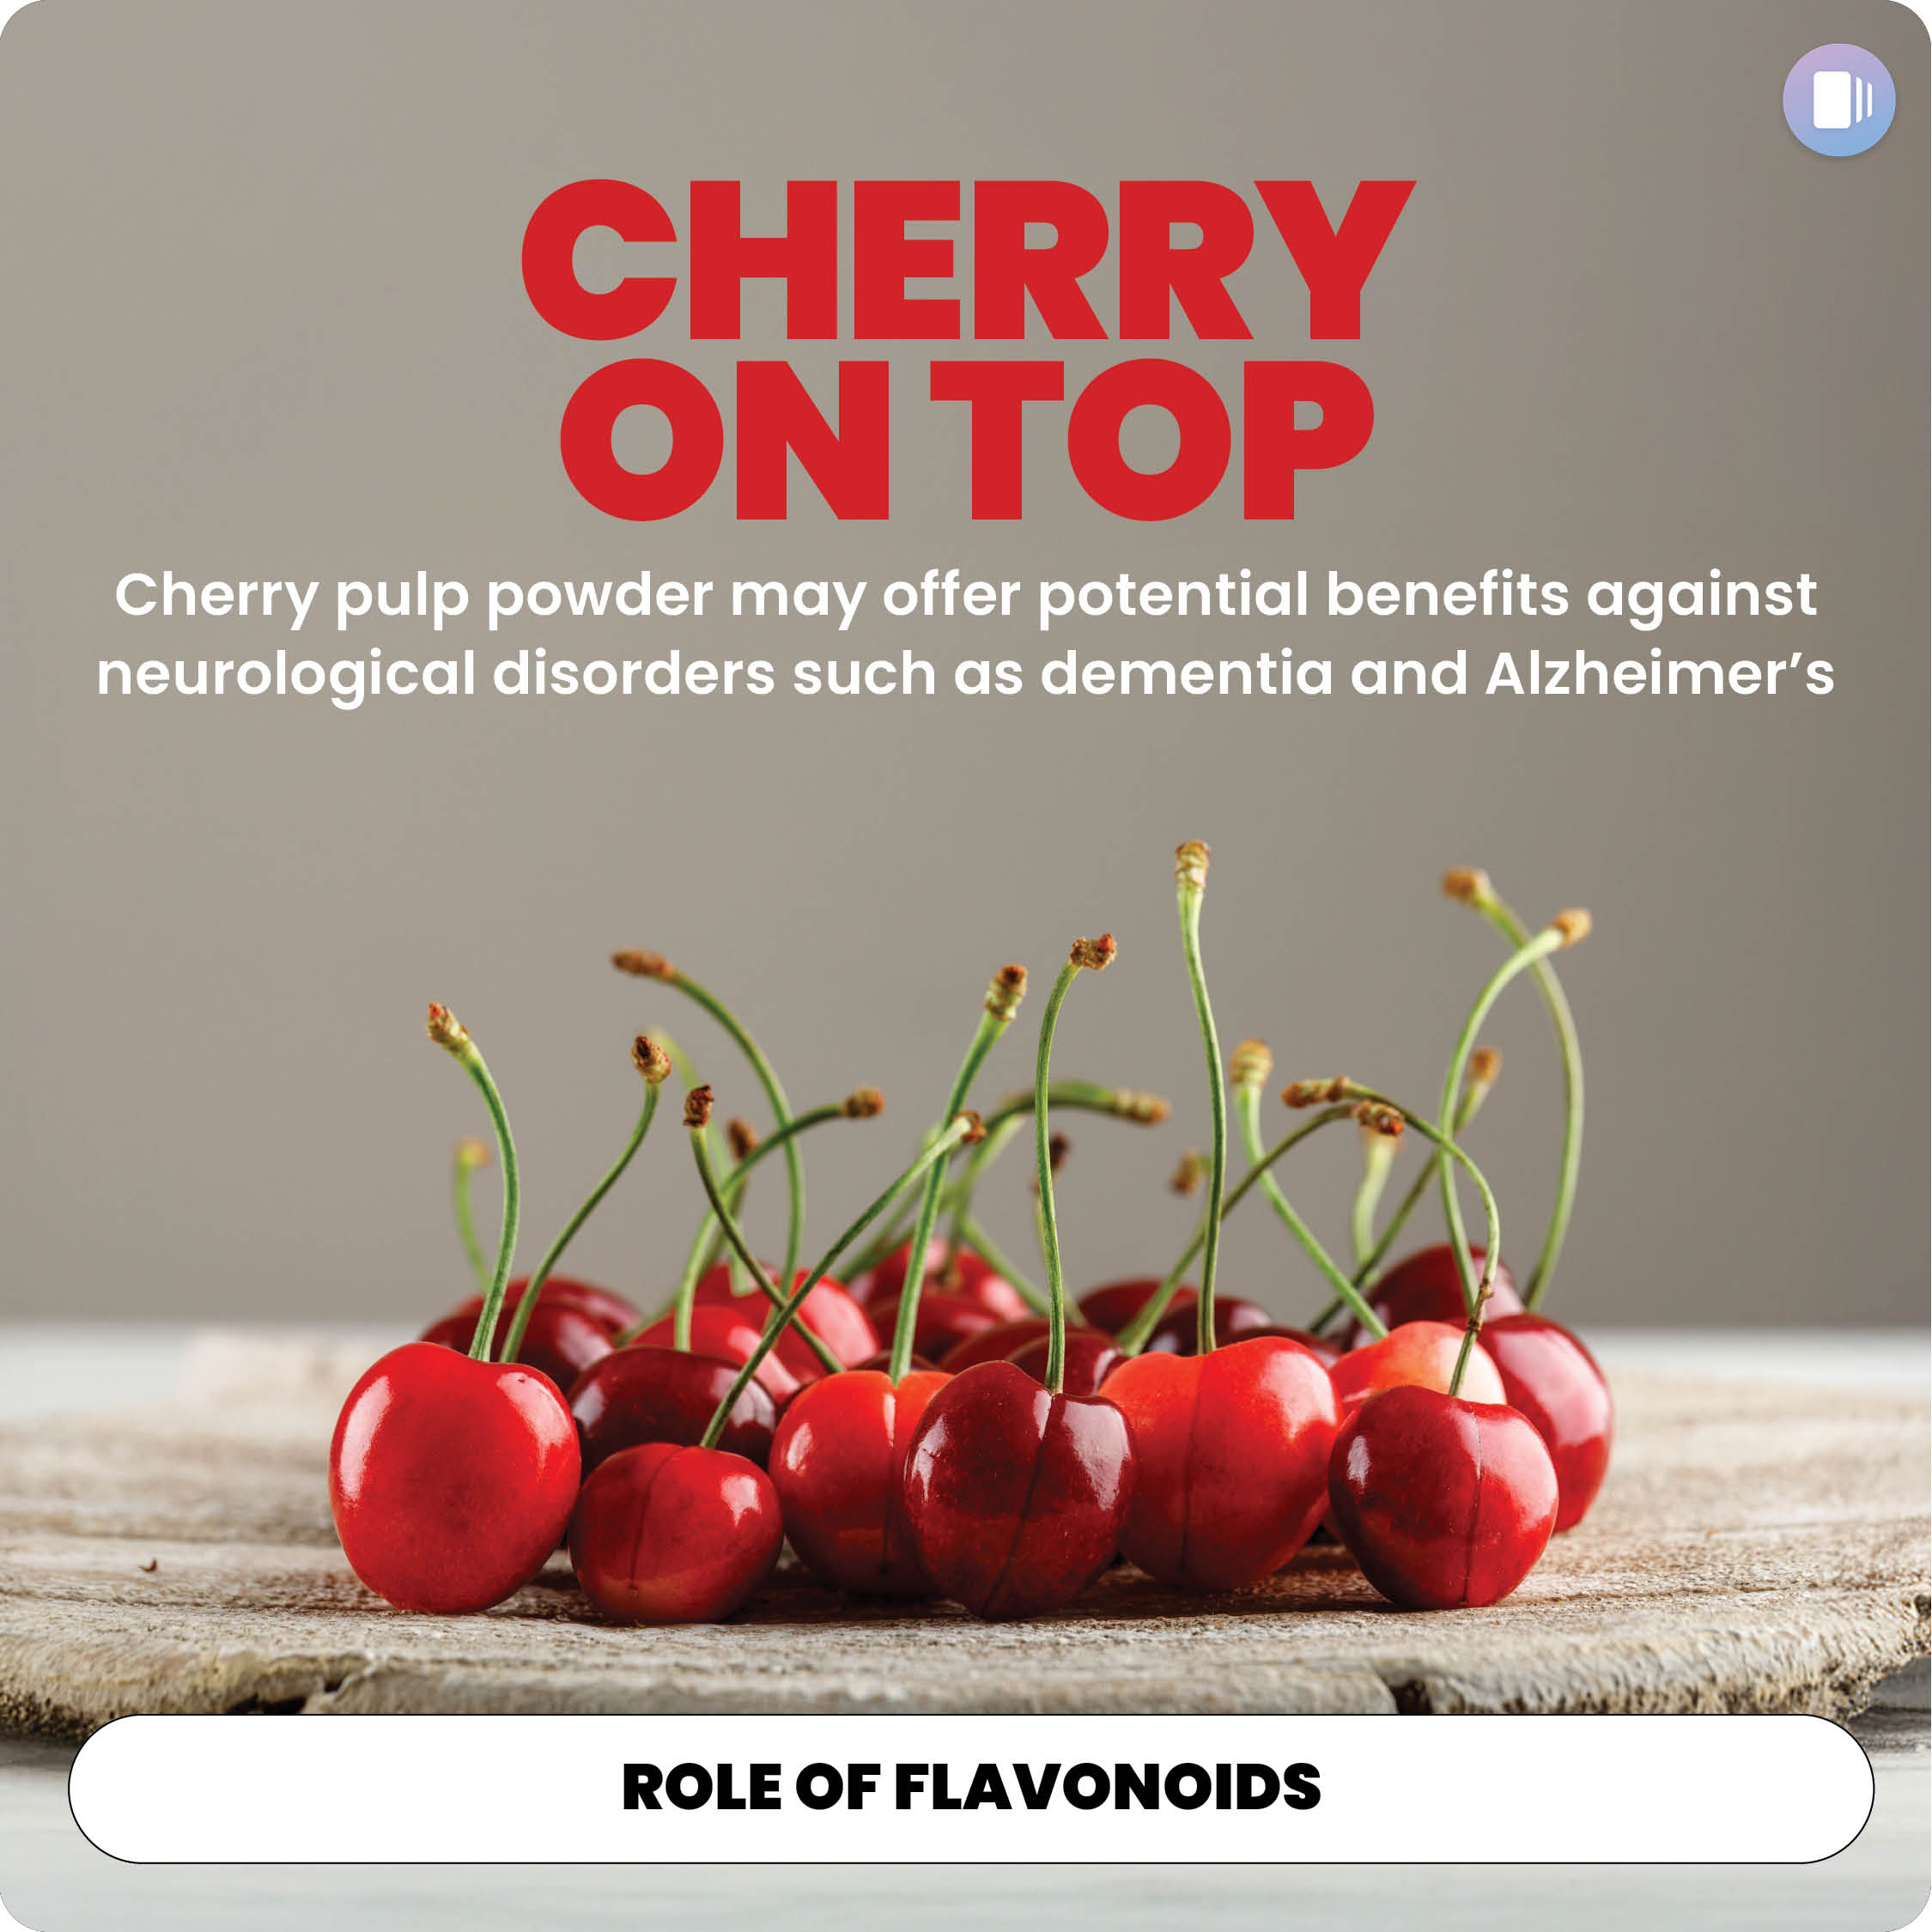 CHERRY
ON TOP
Cherry pulp powder may offer potential benefits against
neurological disorders such as dementia and Alzheimer’s
ROLE OF FLAVONOIDS